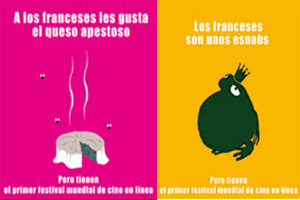 A los franceses les gusta
el queso apestoso
Pero tienen
el primer festival mundial de cine en línea
Los franceses
son unos esnobs
Pero tienen
el primer festival mundial de cine en línea